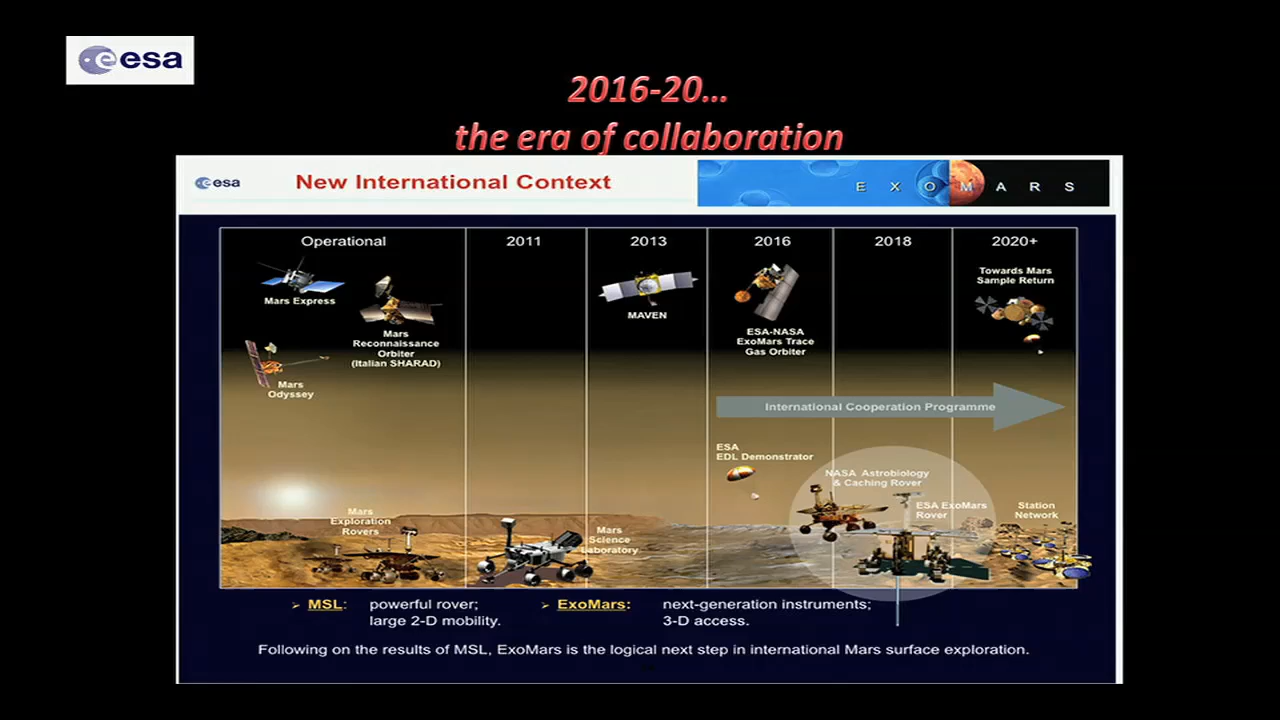 esa
2016-20...
the era of collaboration
esa
New International Context
E X O M A R S
Operational
2011
2013
2016
2018
2020+
Mars Express
Mars
Reconnaissance
Orbiter
(Italian SHARAD)
Mars
Odyssey
MAVEN
ESA-NASA
ExoMars Trace
Gas Orbiter
Towards Mars
Sample Return
International Cooperation Programme
ESA
EDL Demonstrator
NASA Astrobiology
& Caching Rover
ESA ExoMars
Rover
Station
Network
Mars
Exploration
Rovers
Mars
Science
Laboratory
➢ MSL: powerful rover;
large 2-D mobility.
➢ ExoMars: next-generation instruments;
3-D access.
Following on the results of MSL, ExoMars is the logical next step in international Mars surface exploration.